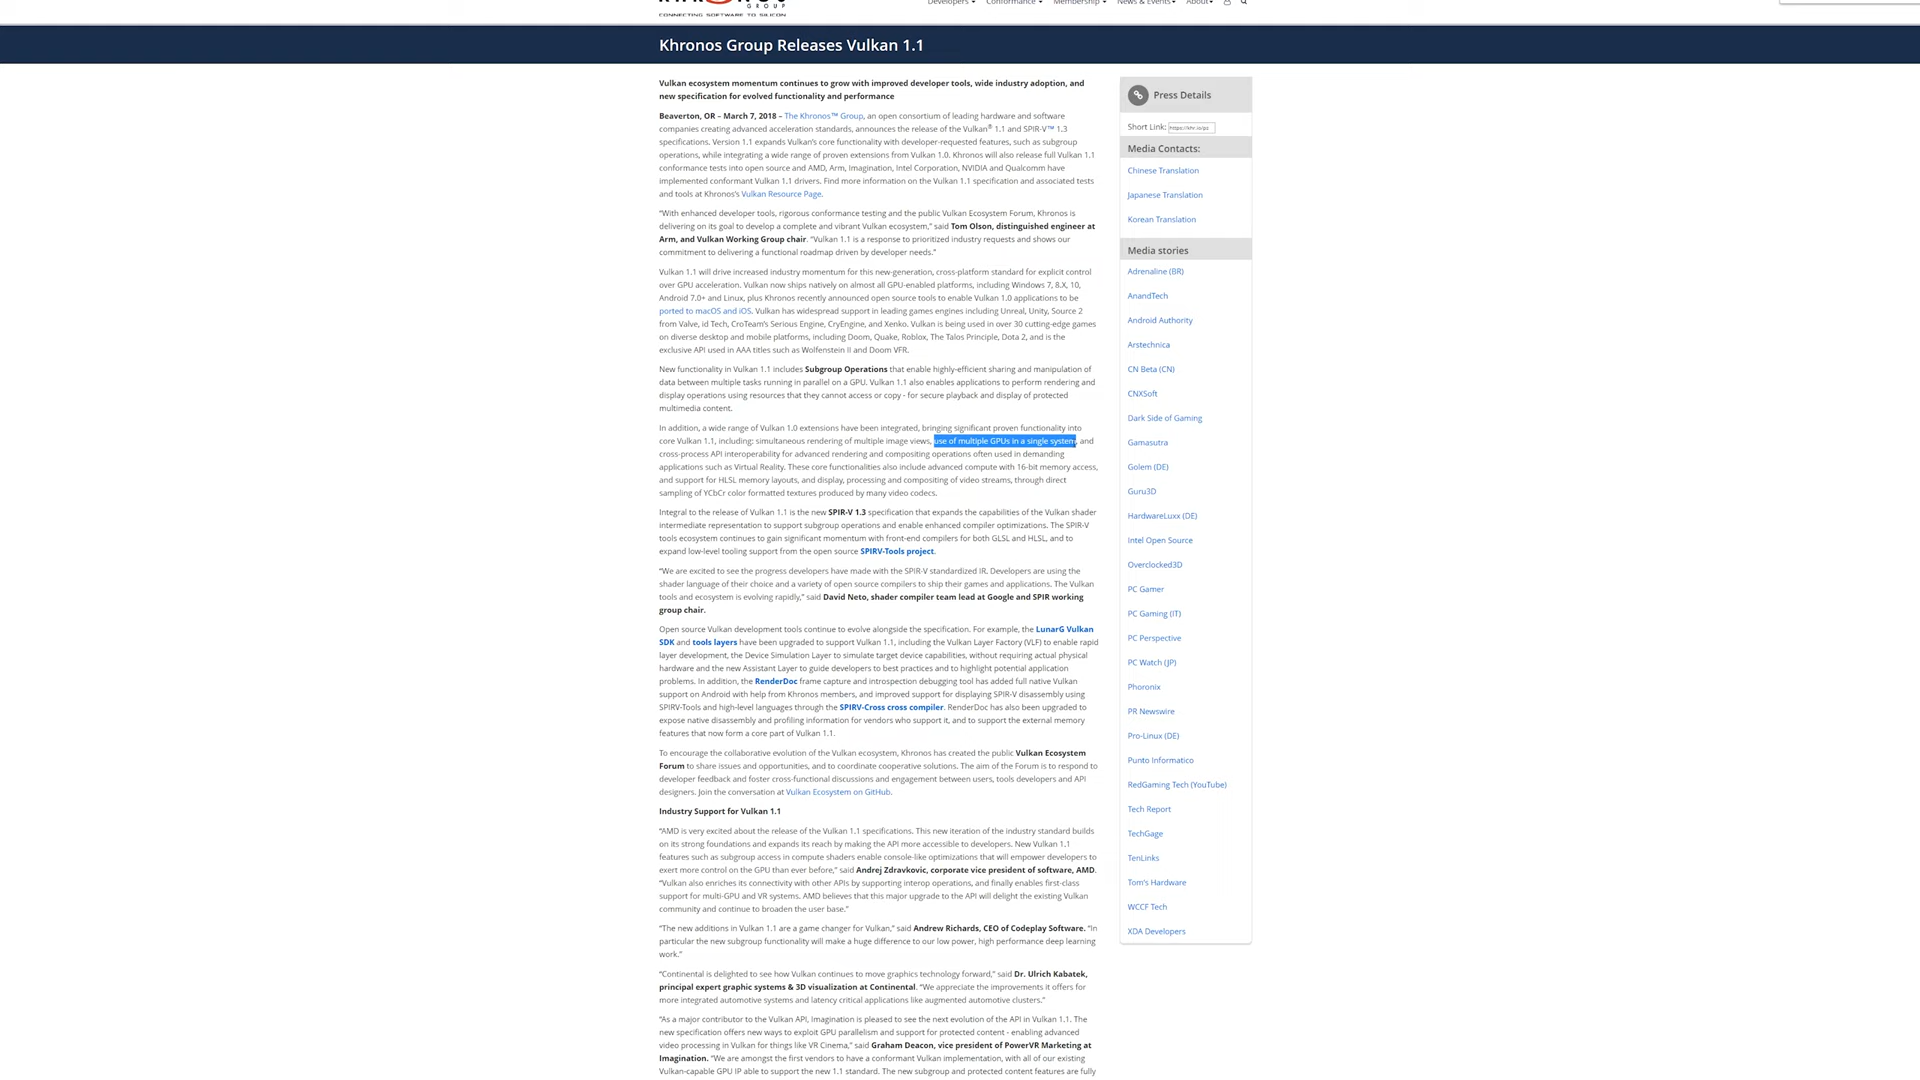 GROUP
CONNECTING SOFTWARE TO SILICON
Developers
Conformance
Membership
News & Events
About
Khronos Group Releases Vulkan 1.1
Vulkan ecosystem momentum continues to grow with improved developer tools, wide industry adoption, and
new specification for evolved functionality and performance
Beaverton, OR – March 7, 2018 – The Khronos™ Group, an open consortium of leading hardware and software
companies creating advanced acceleration standards, announces the release of the Vulkan® 1.1 and SPIR-V™ 1.3
specifications. Version 1.1 expands Vulkan's core functionality with developer-requested features, such as subgroup
operations, while integrating a wide range of proven extensions from Vulkan 1.0. Khronos will also release full Vulkan 1.1
conformance tests into open source and AMD, Arm, Imagination, Intel Corporation, NVIDIA and Qualcomm have
implemented conformant Vulkan 1.1 drivers. Find more information on the Vulkan 1.1 specification and associated tests
and tools at Khronos's Vulkan Resource Page.
“With enhanced developer tools, rigorous conformance testing and the public Vulkan Ecosystem Forum, Khronos is
delivering on its goal to develop a complete and vibrant Vulkan ecosystem,” said Tom Olson, distinguished engineer at
Arm, and Vulkan Working Group chair. “Vulkan 1.1 is a response to prioritized industry requests and shows our
commitment to delivering a functional roadmap driven by developer needs.”
Vulkan 1.1 will drive increased industry momentum for this new-generation, cross-platform standard for explicit control
over GPU acceleration. Vulkan now ships natively on almost all GPU-enabled platforms, including Windows 7, 8.X, 10,
Android 7.0+ and Linux, plus Khronos recently announced open source tools to enable Vulkan 1.0 applications to be
ported to macOS and iOS. Vulkan has widespread support in leading games engines including Unreal, Unity, Source 2
from Valve, id Tech, CroTeam's Serious Engine, CryEngine, and Xenko. Vulkan is being used in over 30 cutting-edge games
on diverse desktop and mobile platforms, including Doom, Quake, Roblox, The Talos Principle, Dota 2, and is the
exclusive API used in AAA titles such as Wolfenstein II and Doom VFR.
New functionality in Vulkan 1.1 includes Subgroup Operations that enable highly-efficient sharing and manipulation of
data between multiple tasks running in parallel on a GPU. Vulkan 1.1 also enables applications to perform rendering and
display operations using resources that they cannot access or copy - for secure playback and display of protected
multimedia content.
In addition, a wide range of Vulkan 1.0 extensions have been integrated, bringing significant proven functionality into
core Vulkan 1.1, including: simultaneous rendering of multiple image views, use of multiple GPUs in a single system, and
cross-process API interoperability for advanced rendering and compositing operations often used in demanding
applications such as Virtual Reality. These core functionalities also include advanced compute with 16-bit memory access,
and support for HLSL memory layouts, and display, processing and compositing of video streams, through direct
sampling of YCbCr color formatted textures produced by many video codecs.
Integral to the release of Vulkan 1.1 is the new SPIR-V 1.3 specification that expands the capabilities of the Vulkan shader
intermediate representation to support subgroup operations and enable enhanced compiler optimizations. The SPIR-V
tools ecosystem continues to gain significant momentum with front-end compilers for both GLSL and HLSL, and to
expand low-level tooling support from the open source SPIRV-Tools project.
“We are excited to see the progress developers have made with the SPIR-V standardized IR. Developers are using the
shader language of their choice and a variety of open source compilers to ship their games and applications. The Vulkan
tools and ecosystem is evolving rapidly,” said David Neto, shader compiler team lead at Google and SPIR working
group chair.
Open source Vulkan development tools continue to evolve alongside the specification. For example, the LunarG Vulkan
SDK and tools layers have been upgraded to support Vulkan 1.1, including the Vulkan Layer Factory (VLF) to enable rapid
layer development, the Device Simulation Layer to simulate target device capabilities, without requiring actual physical
hardware and the new Assistant Layer to guide developers to best practices and to highlight potential application
problems. In addition, the RenderDoc frame capture and introspection debugging tool has added full native Vulkan
support on Android with help from Khronos members, and improved support for displaying SPIR-V disassembly using
SPIRV-Tools and high-level languages through the SPIRV-Cross cross compiler. RenderDoc has also been upgraded to
expose native disassembly and profiling information for vendors who support it, and to support the external memory
features that now form a core part of Vulkan 1.1.
To encourage the collaborative evolution of the Vulkan ecosystem, Khronos has created the public Vulkan Ecosystem
Forum to share issues and opportunities, and to coordinate cooperative solutions. The aim of the Forum is to respond to
developer feedback and foster cross-functional discussions and engagement between users, tools developers and API
designers. Join the conversation at Vulkan Ecosystem on GitHub.
Industry Support for Vulkan 1.1
“AMD is very excited about the release of the Vulkan 1.1 specifications. This new iteration of the industry standard builds
on its strong foundations and expands its reach by making the API more accessible to developers. New Vulkan 1.1
features such as subgroup access in compute shaders enable console-like optimizations that will empower developers to
exert more control on the GPU than ever before,” said Andrej Zdravkovic, corporate vice president of software, AMD.
“Vulkan also enriches its connectivity with other APIs by supporting interop operations, and finally enables first-class
support for multi-GPU and VR systems. AMD believes that this major upgrade to the API will delight the existing Vulkan
community and continue to broaden the user base.”
“The new additions in Vulkan 1.1 are a game changer for Vulkan,” said Andrew Richards, CEO of Codeplay Software. “In
particular the new subgroup functionality will make a huge difference to our low power, high performance deep learning
work.”
“Continental is delighted to see how Vulkan continues to move graphics technology forward,” said Dr. Ulrich Kabatek,
principal expert graphic systems & 3D visualization at Continental. “We appreciate the improvements it offers for
more integrated automotive systems and latency critical applications like augmented automotive clusters.”
“As a major contributor to the Vulkan API, Imagination is pleased to see the next evolution of the API in Vulkan 1.1. The
new specification offers new ways to exploit GPU parallelism and support for protected content - enabling advanced
video processing in Vulkan for things like VR Cinema,” said Graham Deacon, vice president of PowerVR Marketing at
Imagination. “We are amongst the first vendors to have a conformant Vulkan implementation, with all of our existing
Vulkan-capable GPU IP able to support the new 1.1 standard. The new subgroup and protected content features are fully
Press Details
Short Link: https://khr.io/pc
Media Contacts:
Chinese Translation
Japanese Translation
Korean Translation
Media stories
Adrenaline (BR)
AnandTech
Android Authority
Arstechnica
CN Beta (CN)
CNXSoft
Dark Side of Gaming
Gamasutra
Golem (DE)
Guru3D
HardwareLuxx (DE)
Intel Open Source
Overclocked3D
PC Gamer
PC Gaming (IT)
PC Perspective
PC Watch (JP)
Phoronix
PR Newswire
Pro-Linux (DE)
Punto Informatico
RedGaming Tech (YouTube)
Tech Report
TechGage
TenLinks
Tom's Hardware
WCCF Tech
XDA Developers